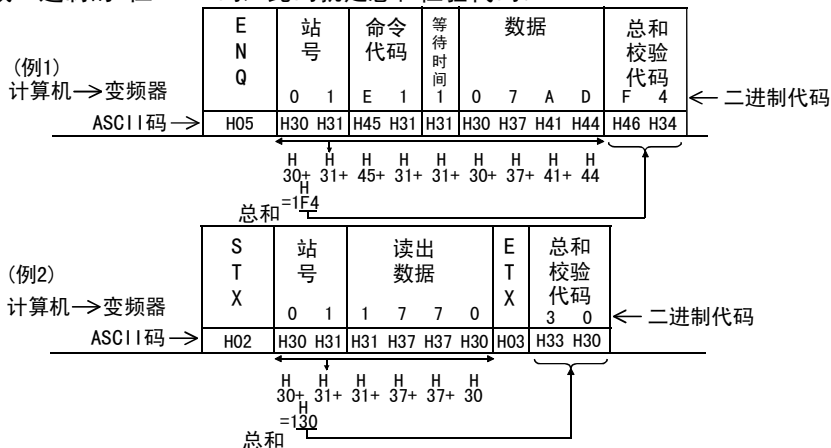 E N Q 站号 命令代码 等待时间 数据 总和校验代码
(例1)
计算机→变频器
0 1 E 1 1 0 7 A D F 4 ← 二进制代码
ASCII码→ H05 H30 H31 H45 H31 H31 H30 H37 H41 H44 H46 H34
H H H H H H H H H
30+ 31+ 45+ 31+ 31+ 30+ 37+ 41+ 44
H
=1F4
总和
S T X 站号 读出数据 E T X 总和校验代码
(例2)
计算机→变频器
0 1 1 7 7 0 3 0 ← 二进制代码
ASCII码→ H02 H30 H31 H31 H37 H37 H30 H03 H33 H30
H H H H H H
30+ 31+ 31+ 37+ 37+ 30
H
=130
总和